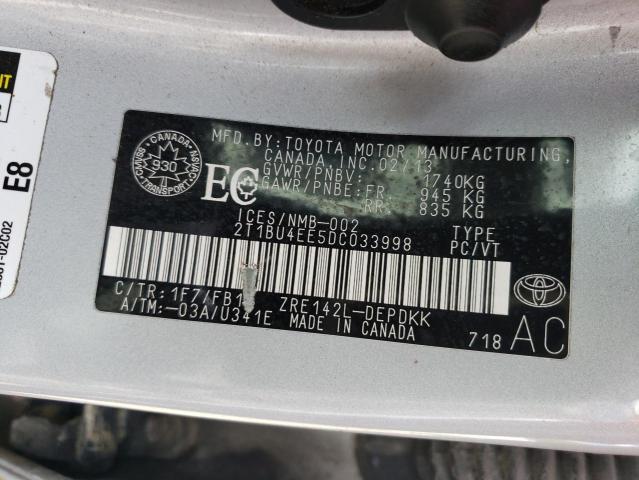 MFD. BY: TOYOTA MOTOR MANUFACTURING,
CANADA INC. 02/13
GVWR/PNBV: 1740KG
GAWR/PNBE: FR. 945 KG
RR. 835 KG
CANADA
930
TRANSPORT
EC
ICES/NMB-002
2T1BU4EE5DC033998
TYPE
PC/VT
C/TR: 1F7/FB1
A/TM: -03A/U341E
ZRE142L-DEPDKK
MADE IN CANADA
718
AC
TOYOTA
E8